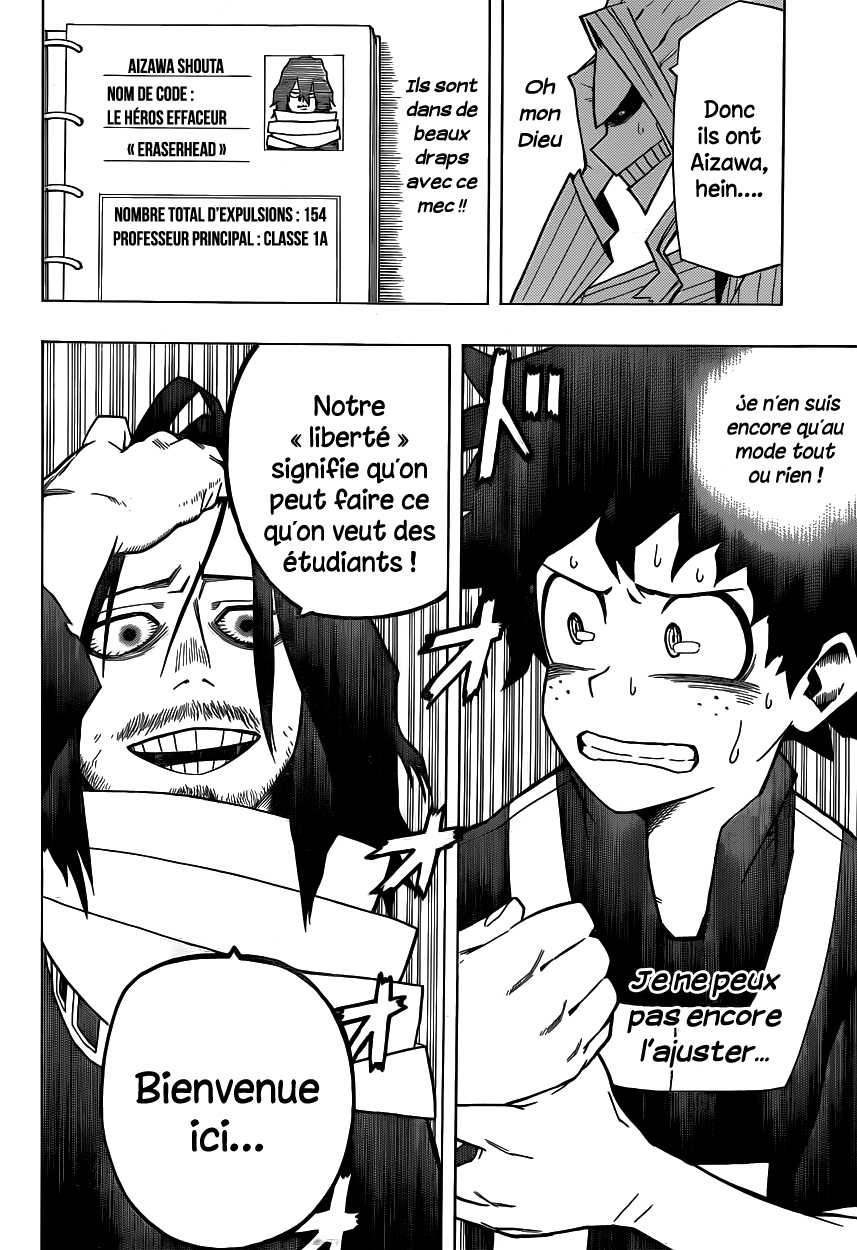 Donc
ils ont
Aizawa,
hein....
Oh
mon
Dieu
Ils sont
dans de
beaux
draps
avec ce
mec !!
AIZAWA SHOUTA
NOM DE CODE :
LE HÉROS EFFACEUR
« ERASERHEAD »
NOMBRE TOTAL D'EXPULSIONS : 154
PROFESSEUR PRINCIPAL : CLASSE 1A
Je n'en suis
encore qu'au
mode tout
ou rien !
Je ne peux
pas encore
l'ajuster...
Notre
« liberté »
signifie qu'on
peut faire ce
qu'on veut des
étudiants !
Bienvenue
ici...